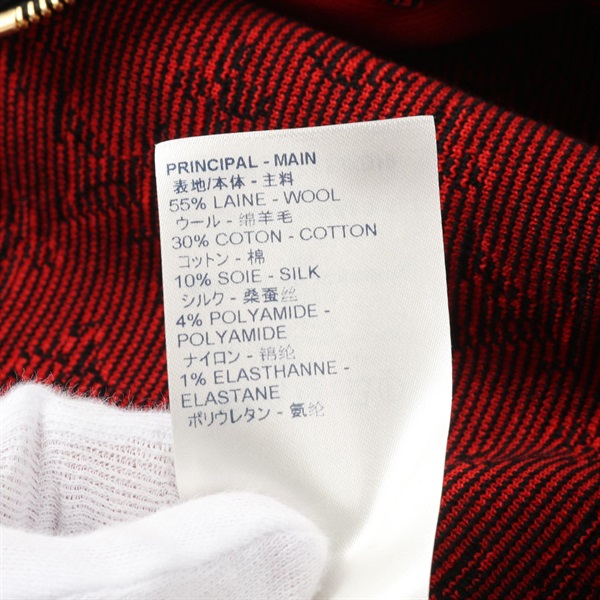 PRINCIPAL - MAIN
表地/本体 - 主料
55% LAINE - WOOL
ウール - 绵羊毛
30% COTON - COTTON
コットン - 棉
10% SOIE - SILK
シルク - 桑蚕丝
4% POLYAMIDE -
POLYAMIDE
ナイロン - 锦纶
1% ELASTHANNE -
ELASTANE
ポリウレタン - 氨纶